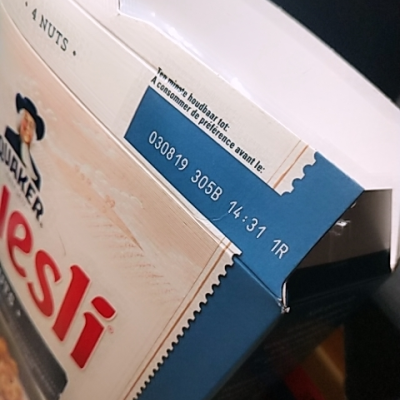 · 4 NUTS ·
Ten minste houdbaar tot:
A consommer de préférence avant le:
030819 305B 14:31 1R
QUAKER
uesli